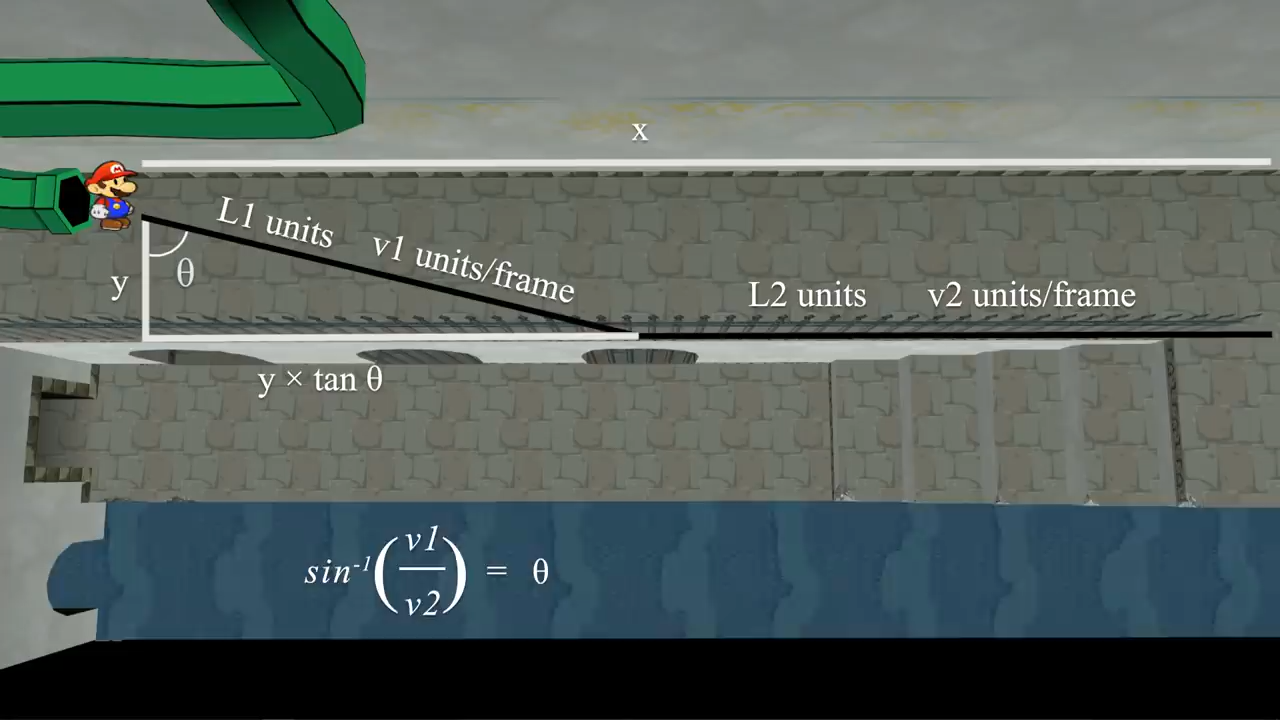 x
L1 units v1 units/frame
y
θ
L2 units v2 units/frame
y × tan θ
sin⁻¹(v1/v2) = θ
M